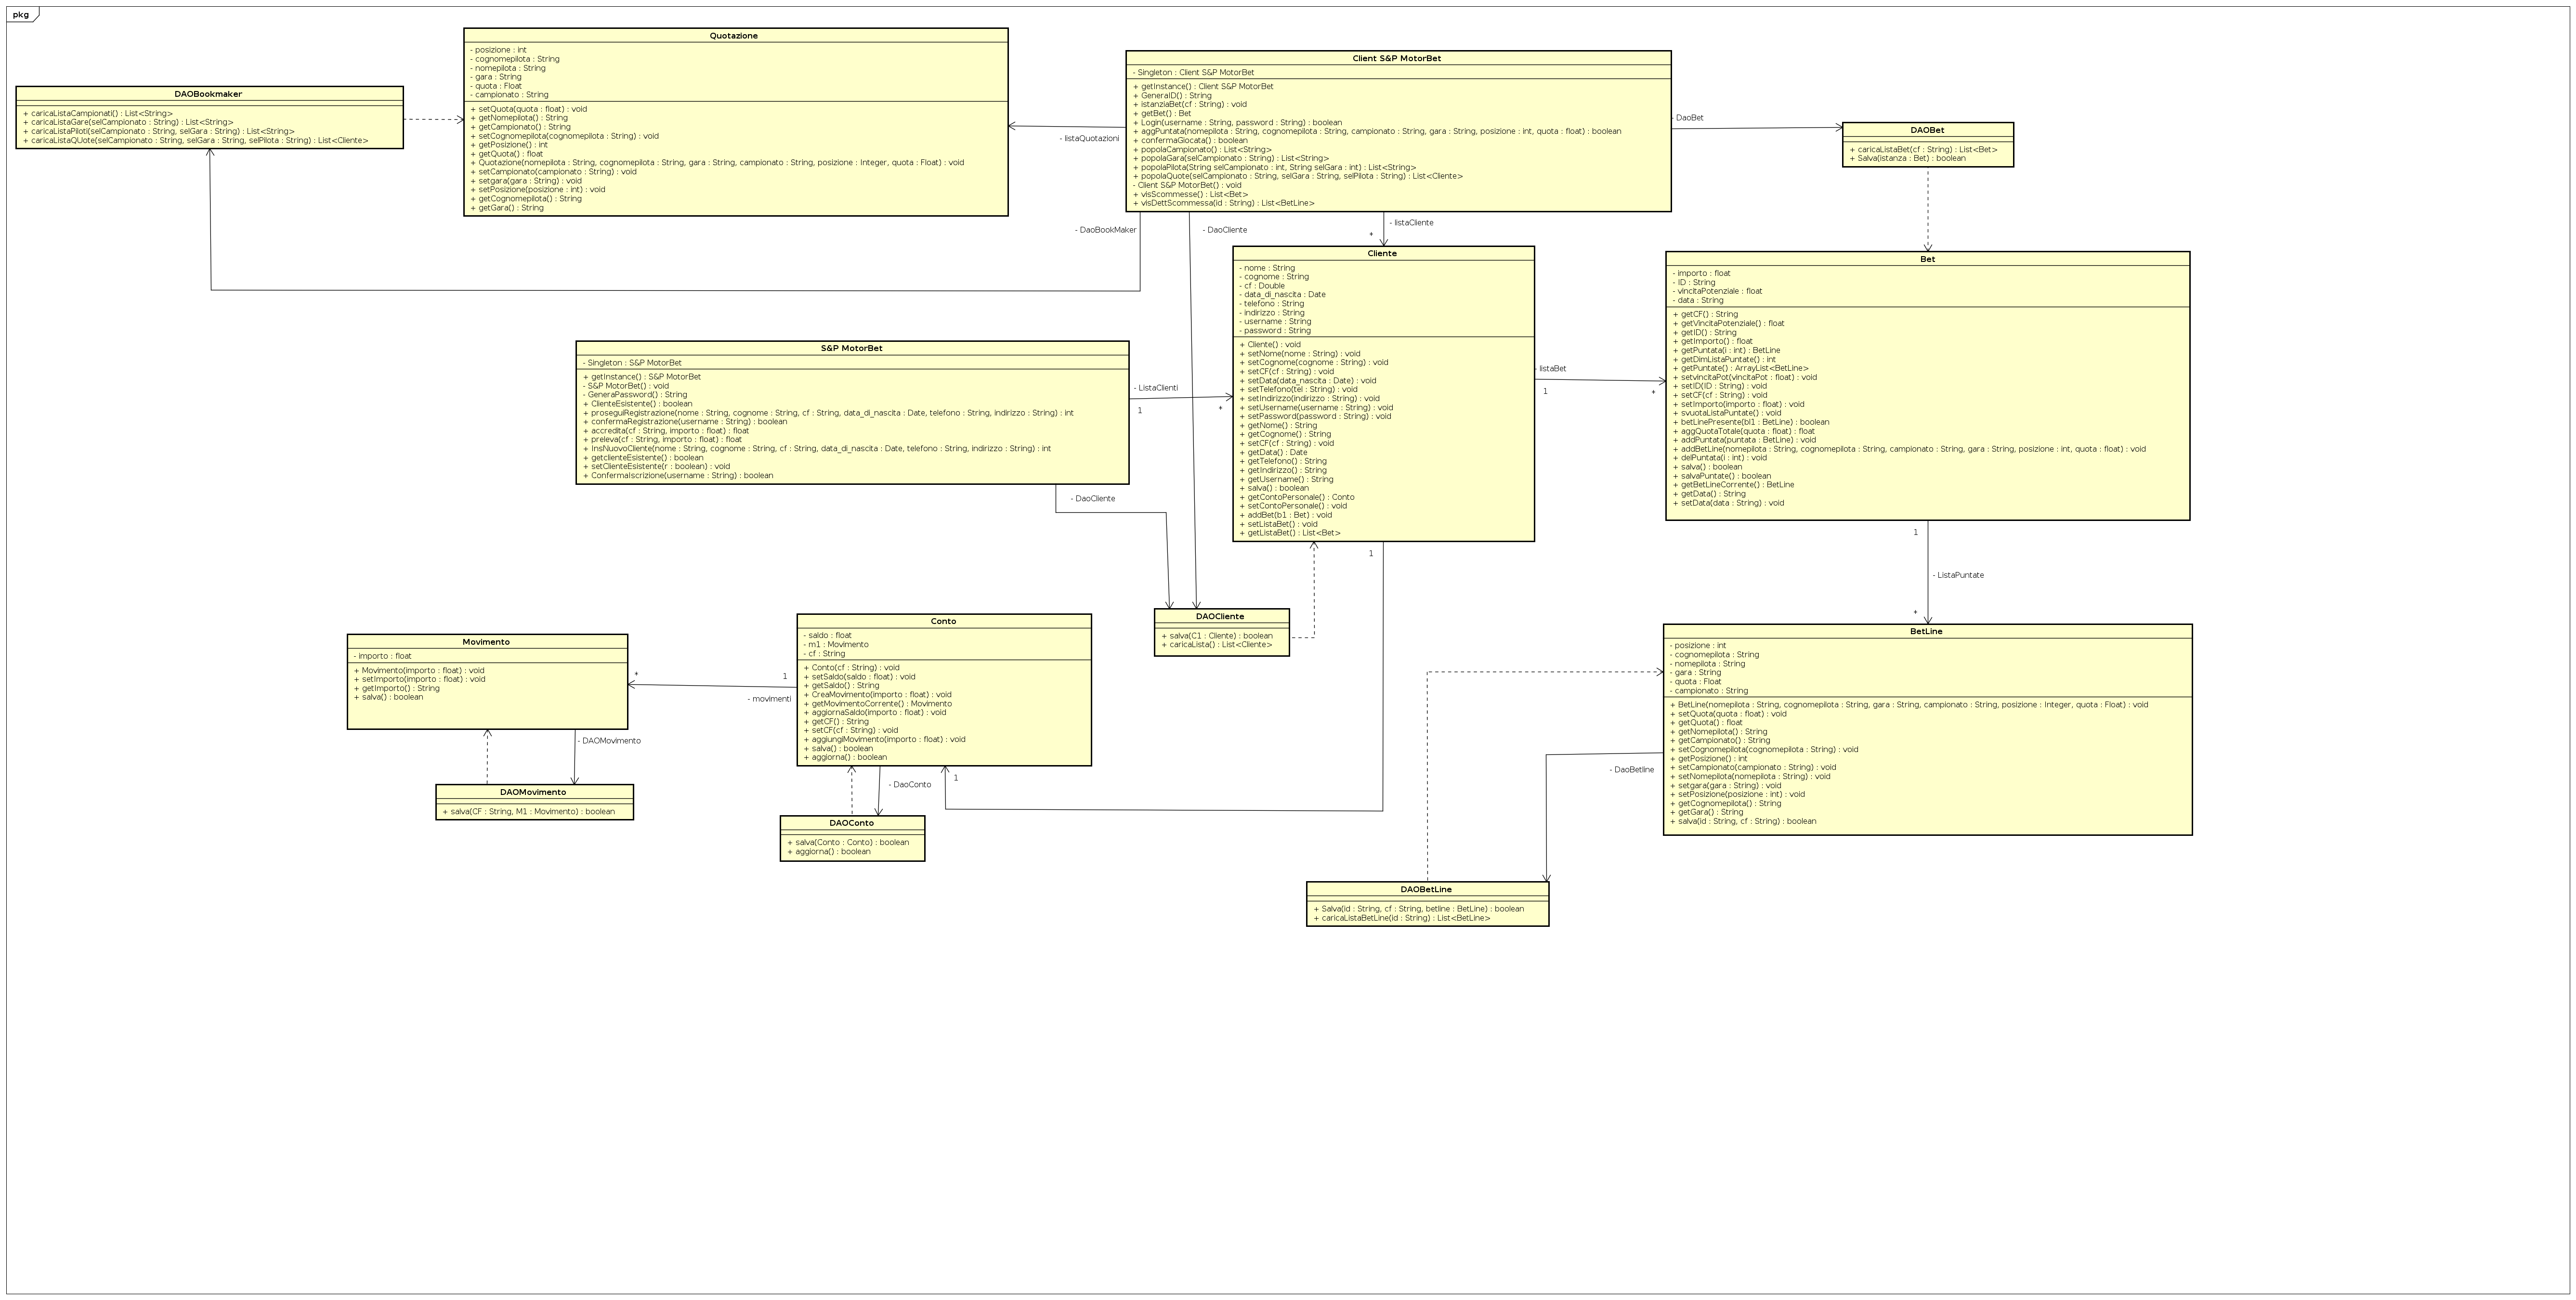 pkg
Quotazione
- posizione : int
- cognomepilota : String
- nomepilota : String
- gara : String
- quota : Float
- campionato : String
+ setQuota(quota : float) : void
+ getNomepilota() : String
+ getCampionato() : String
+ setCognomepilota(cognomepilota : String) : void
+ getPosizione() : int
+ getQuota() : float
+ Quotazione(nomepilota : String, cognomepilota : String, gara : String, campionato : String, posizione : Integer, quota : Float) : void
+ setCampionato(campionato : String) : void
+ setgara(gara : String) : void
+ setPosizione(posizione : int) : void
+ getCognomepilota() : String
+ getGara() : String
Client S&P MotorBet
- Singleton : Client S&P MotorBet
+ getInstance() : Client S&P MotorBet
+ GeneraID() : String
+ istanziaBet(cf : String) : void
+ getBet() : Bet
+ Login(username : String, password : String) : boolean
+ aggPuntata(nomepilota : String, cognomepilota : String, campionato : String, gara : String, posizione : int, quota : float) : boolean
+ confermaGiocata() : boolean
+ popolaCampionato() : List<String>
+ popolaGara(selCampionato : String) : List<String>
+ popolaPilota(String selCampionato : int, String selGara : int) : List<String>
+ popolaQuote(selCampionato : String, selGara : String, selPilota : String) : List<Cliente>
- Client S&P MotorBet() : void
+ visScommesse() : List<Bet>
+ visDettScommessa(id : String) : List<BetLine>
DAOBookmaker
+ caricaListaCampionati() : List<String>
+ caricaListaGare(selCampionato : String) : List<String>
+ caricaListaPiloti(selCampionato : String, selGara : String) : List<String>
+ caricaListaQUote(selCampionato : String, selGara : String, selPilota : String) : List<Cliente>
- listaQuotazioni
- DaoBet
DAOBet
+ caricaListaBet(cf : String) : List<Bet>
+ Salva(istanza : Bet) : boolean
- DaoBookMaker
- DaoCliente
- listaCliente
*
Cliente
- nome : String
- cognome : String
- cf : Double
- data_di_nascita : Date
- telefono : String
- indirizzo : String
- username : String
- password : String
+ Cliente() : void
+ setNome(nome : String) : void
+ setCognome(cognome : String) : void
+ setCF(cf : String) : void
+ setData(data_nascita : Date) : void
+ setTelefono(tel : String) : void
+ setIndirizzo(indirizzo : String) : void
+ setUsername(username : String) : void
+ setPassword(password : String) : void
+ getNome() : String
+ getCognome() : String
+ setCF(cf : String) : void
+ getData() : Date
+ getTelefono() : String
+ getIndirizzo() : String
+ getUsername() : String
+ salva() : boolean
+ getContoPersonale() : Conto
+ setContoPersonale() : void
+ addBet(b1 : Bet) : void
+ setListaBet() : void
+ getListaBet() : List<Bet>
- listaBet
1
*
Bet
- importo : float
- ID : String
- vincitaPotenziale : float
- data : String
+ getCF() : String
+ getVincitaPotenziale() : float
+ getID() : String
+ getImporto() : float
+ getPuntata(i : int) : BetLine
+ getDimListaPuntate() : int
+ getPuntate() : ArrayList<BetLine>
+ setvincitaPot(vincitaPot : float) : void
+ setID(ID : String) : void
+ setCF(cf : String) : void
+ setImporto(importo : float) : void
+ svuotaListaPuntate() : void
+ betLinePresente(bl1 : BetLine) : boolean
+ aggQuotaTotale(quota : float) : float
+ addPuntata(puntata : BetLine) : void
+ addBetLine(nomepilota : String, cognomepilota : String, campionato : String, gara : String, posizione : int, quota : float) : void
+ delPuntata(i : int) : void
+ salva() : boolean
+ salvaPuntate() : boolean
+ getBetLineCorrente() : BetLine
+ getData() : String
+ setData(data : String) : void
S&P MotorBet
- Singleton : S&P MotorBet
+ getInstance() : S&P MotorBet
- S&P MotorBet() : void
- GeneraPassword() : String
+ ClienteEsistente() : boolean
+ proseguiRegistrazione(nome : String, cognome : String, cf : String, data_di_nascita : Date, telefono : String, indirizzo : String) : int
+ confermaRegistrazione(username : String) : boolean
+ accredita(cf : String, importo : float) : float
+ preleva(cf : String, importo : float) : float
+ InsNuovoCliente(nome : String, cognome : String, cf : String, data_di_nascita : Date, telefono : String, indirizzo : String) : int
+ getclienteEsistente() : boolean
+ setClienteEsistente(r : boolean) : void
+ ConfermaIscrizione(username : String) : boolean
- ListaClienti
1
*
- DaoCliente
1
1
- ListaPuntate
*
DAOCliente
+ salva(C1 : Cliente) : boolean
+ caricaLista() : List<Cliente>
Conto
- saldo : float
- m1 : Movimento
- cf : String
+ Conto(cf : String) : void
+ setSaldo(saldo : float) : void
+ getSaldo() : String
+ CreaMovimento(importo : float) : void
+ getMovimentoCorrente() : Movimento
+ aggiornaSaldo(importo : float) : void
+ getCF() : String
+ setCF(cf : String) : void
+ aggiungiMovimento(importo : float) : void
+ salva() : boolean
+ aggiorna() : boolean
Movimento
- importo : float
+ Movimento(importo : float) : void
+ setImporto(importo : float) : void
+ getImporto() : String
+ salva() : boolean
*
1
- movimenti
- DAOMovimento
DAOMovimento
+ salva(CF : String, M1 : Movimento) : boolean
- DaoConto
1
DAOConto
+ salva(Conto : Conto) : boolean
+ aggiorna() : boolean
BetLine
- posizione : int
- cognomepilota : String
- nomepilota : String
- gara : String
- quota : Float
- campionato : String
+ BetLine(nomepilota : String, cognomepilota : String, gara : String, campionato : String, posizione : Integer, quota : Float) : void
+ setQuota(quota : float) : void
+ getQuota() : float
+ getNomepilota() : String
+ getCampionato() : String
+ setCognomepilota(cognomepilota : String) : void
+ getPosizione() : int
+ setCampionato(campionato : String) : void
+ setNomepilota(nomepilota : String) : void
+ setgara(gara : String) : void
+ setPosizione(posizione : int) : void
+ getCognomepilota() : String
+ getGara() : String
+ salva(id : String, cf : String) : boolean
- DaoBetline
DAOBetLine
+ Salva(id : String, cf : String, betline : BetLine) : boolean
+ caricaListaBetLine(id : String) : List<BetLine>